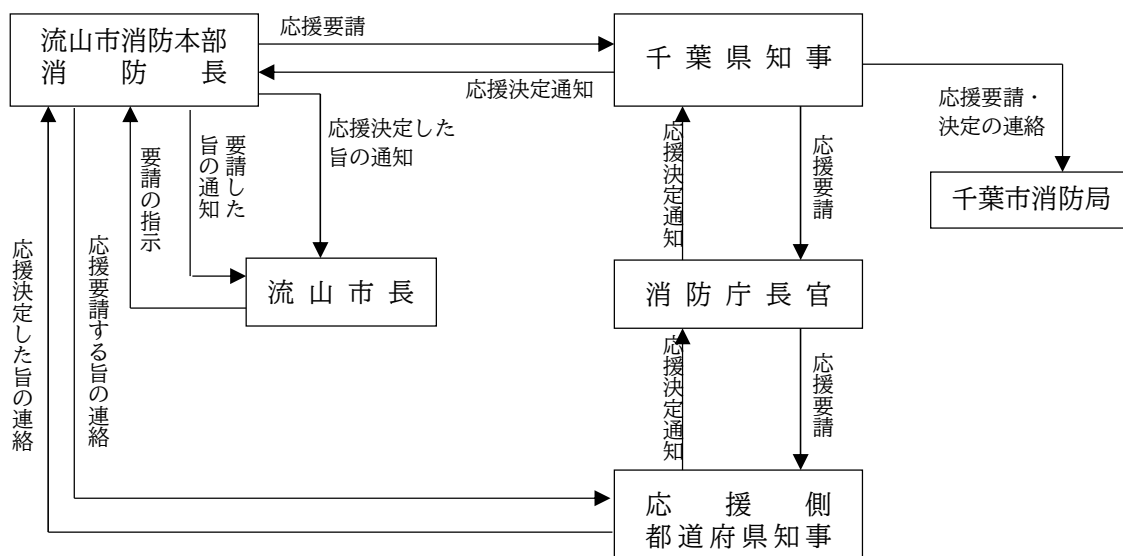 流山市消防本部
消防長
応援要請
応援決定通知
千葉県知事
応援要請・
決定の連絡
千葉市消防局
応援決定した
旨の通知
要請した
旨の通知
要請の指示
応援決定通知
応援要請
流山市長
消防庁長官
応援決定した旨の連絡
応援要請する旨の連絡
応援決定通知
応援要請
応援側
都道府県知事